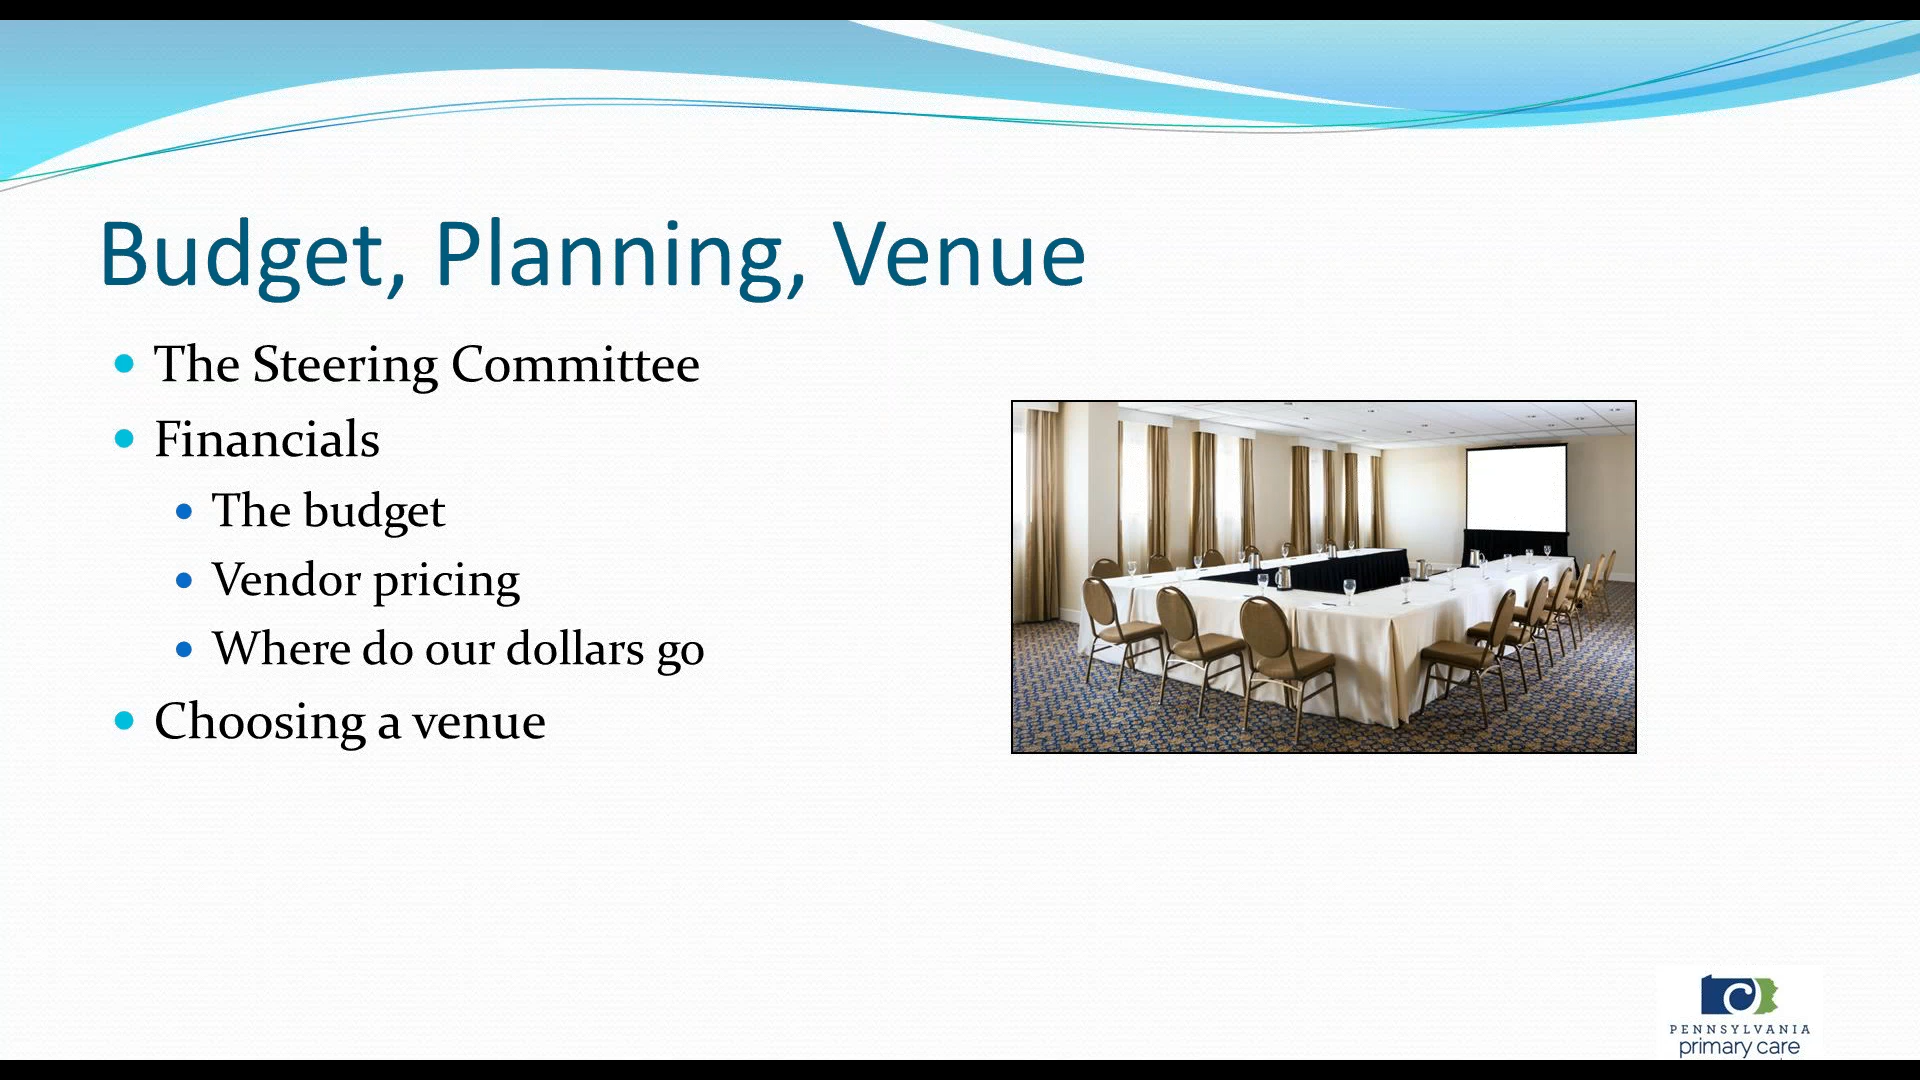 Budget, Planning, Venue
The Steering Committee
Financials
The budget
Vendor pricing
Where do our dollars go
Choosing a venue
PENNSYLVANIA
primary care